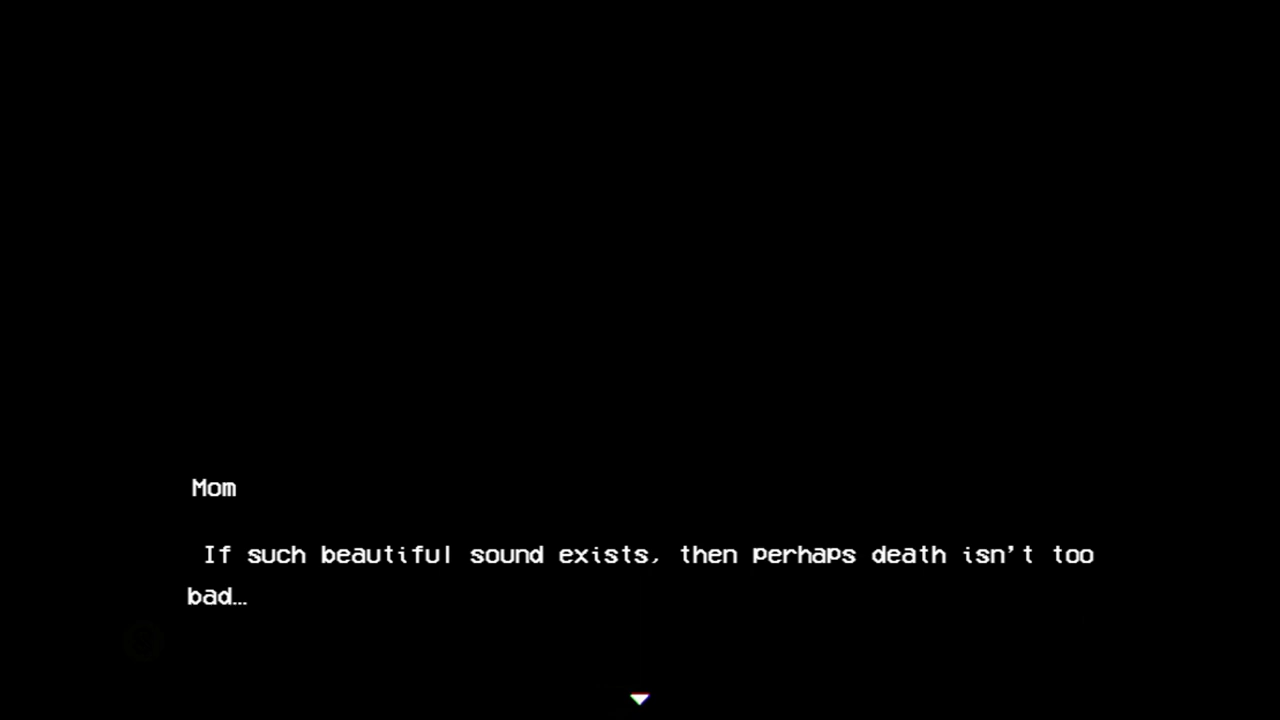 Mom
If such beautiful sound exists, then perhaps death isn't too
bad…